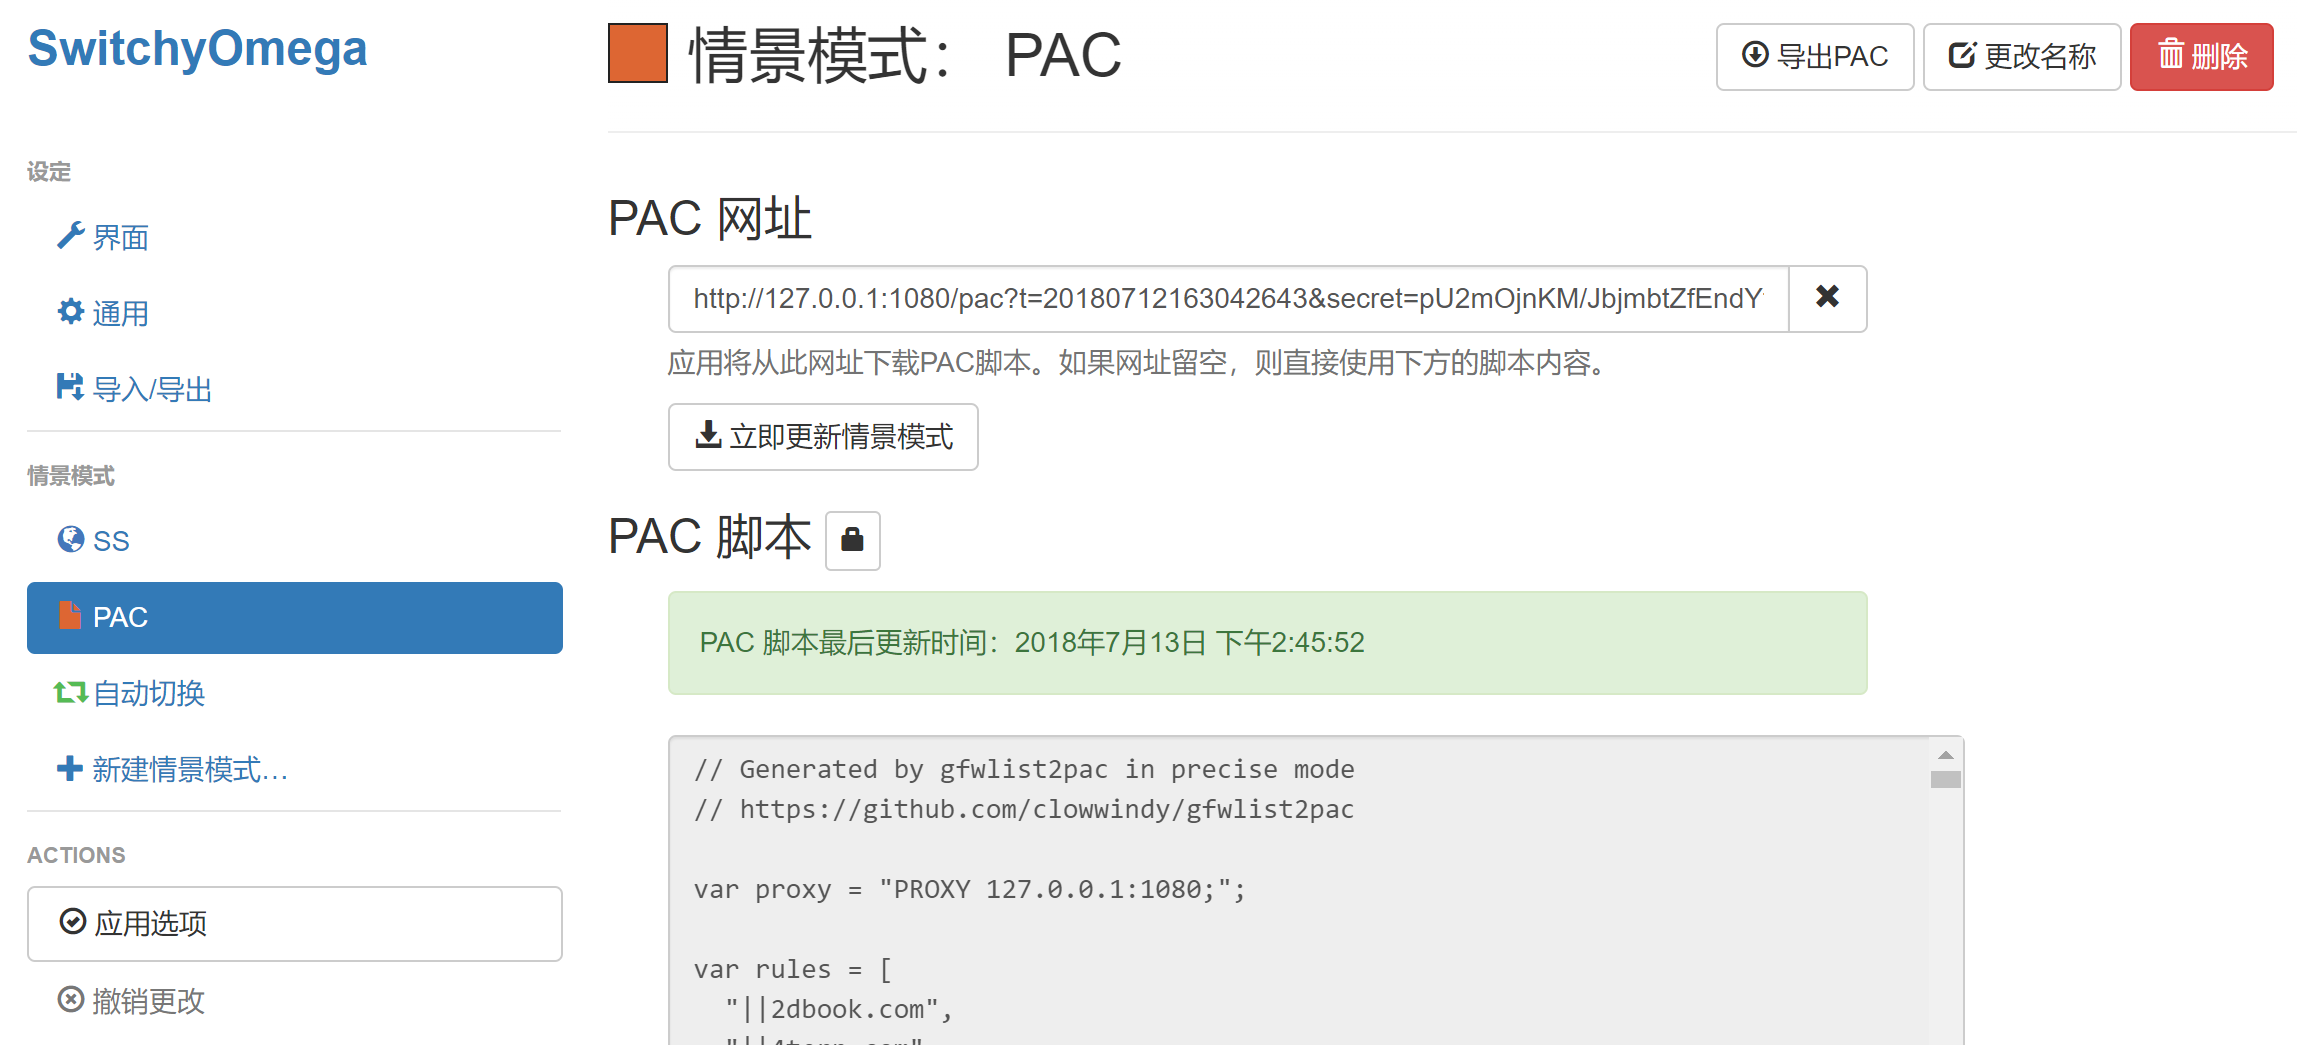 SwitchyOmega
设定
界面
通用
导入/导出
情景模式
SS
PAC
自动切换
新建情景模式…
ACTIONS
应用选项
撤销更改
情景模式： PAC
导出PAC
更改名称
删除
PAC 网址
http://127.0.0.1:1080/pac?t=20180712163042643&secret=pU2mOjnKM/JbjmbtZfEndY
应用将从此网址下载PAC脚本。如果网址留空，则直接使用下方的脚本内容。
立即更新情景模式
PAC 脚本
PAC 脚本最后更新时间：2018年7月13日 下午2:45:52
// Generated by gfwlist2pac in precise mode
// https://github.com/clowwindy/gfwlist2pac
var proxy = "PROXY 127.0.0.1:1080;";
var rules = [
"||2dbook.com",